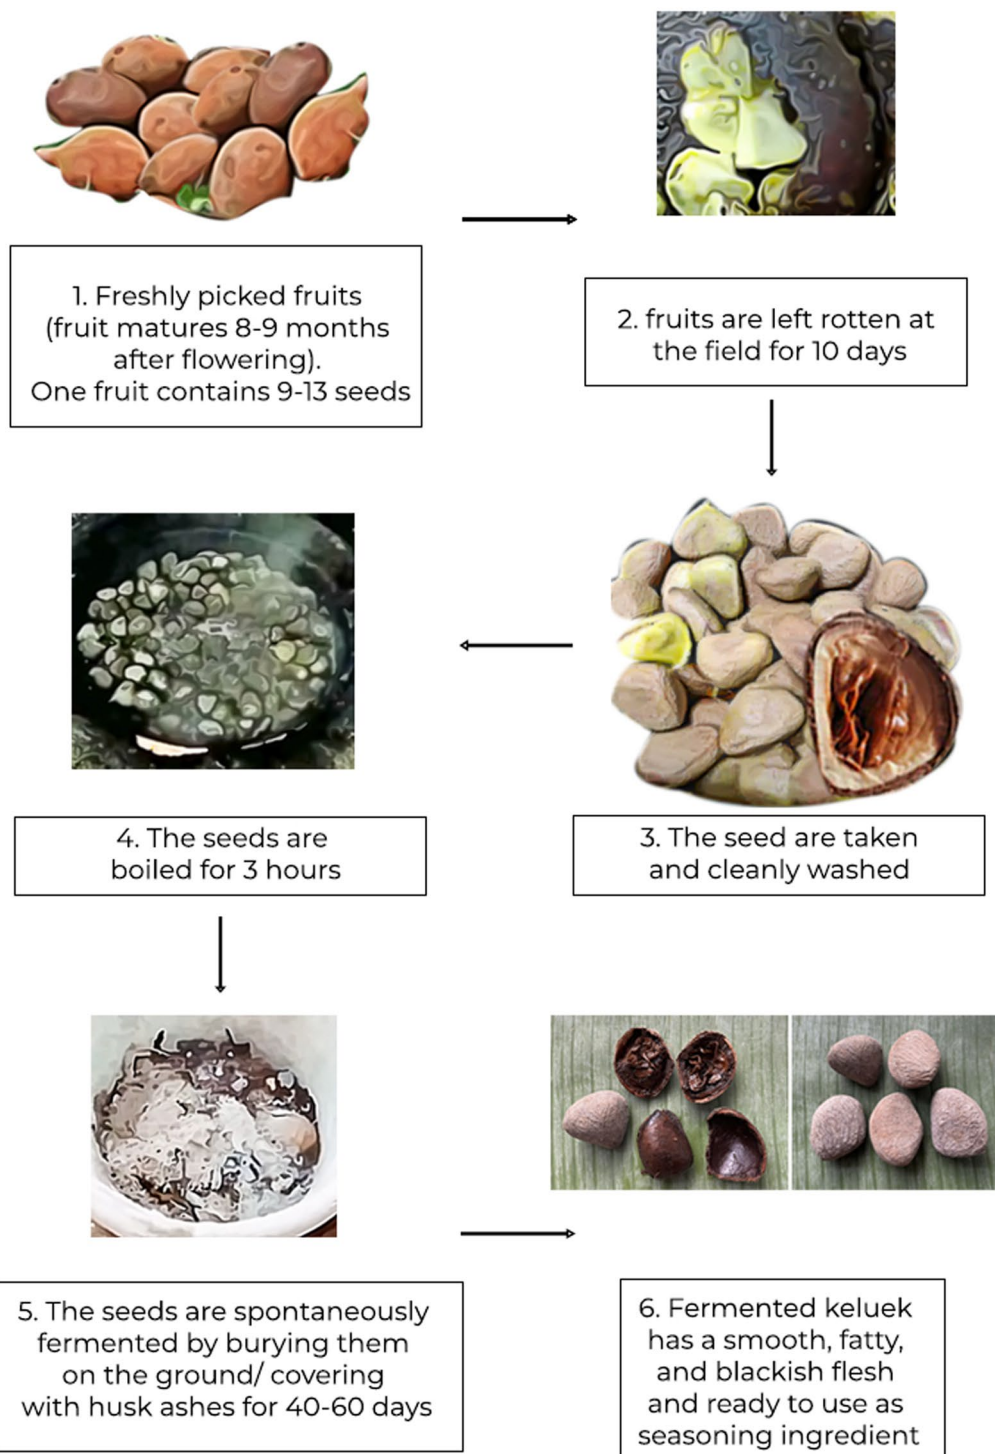 1. Freshly picked fruits
(fruit matures 8-9 months
after flowering).
One fruit contains 9-13 seeds
2. fruits are left rotten at
the field for 10 days
3. The seed are taken
and cleanly washed
4. The seeds are
boiled for 3 hours
5. The seeds are spontaneously
fermented by burying them
on the ground/ covering
with husk ashes for 40-60 days
6. Fermented keluek
has a smooth, fatty,
and blackish flesh
and ready to use as
seasoning ingredient